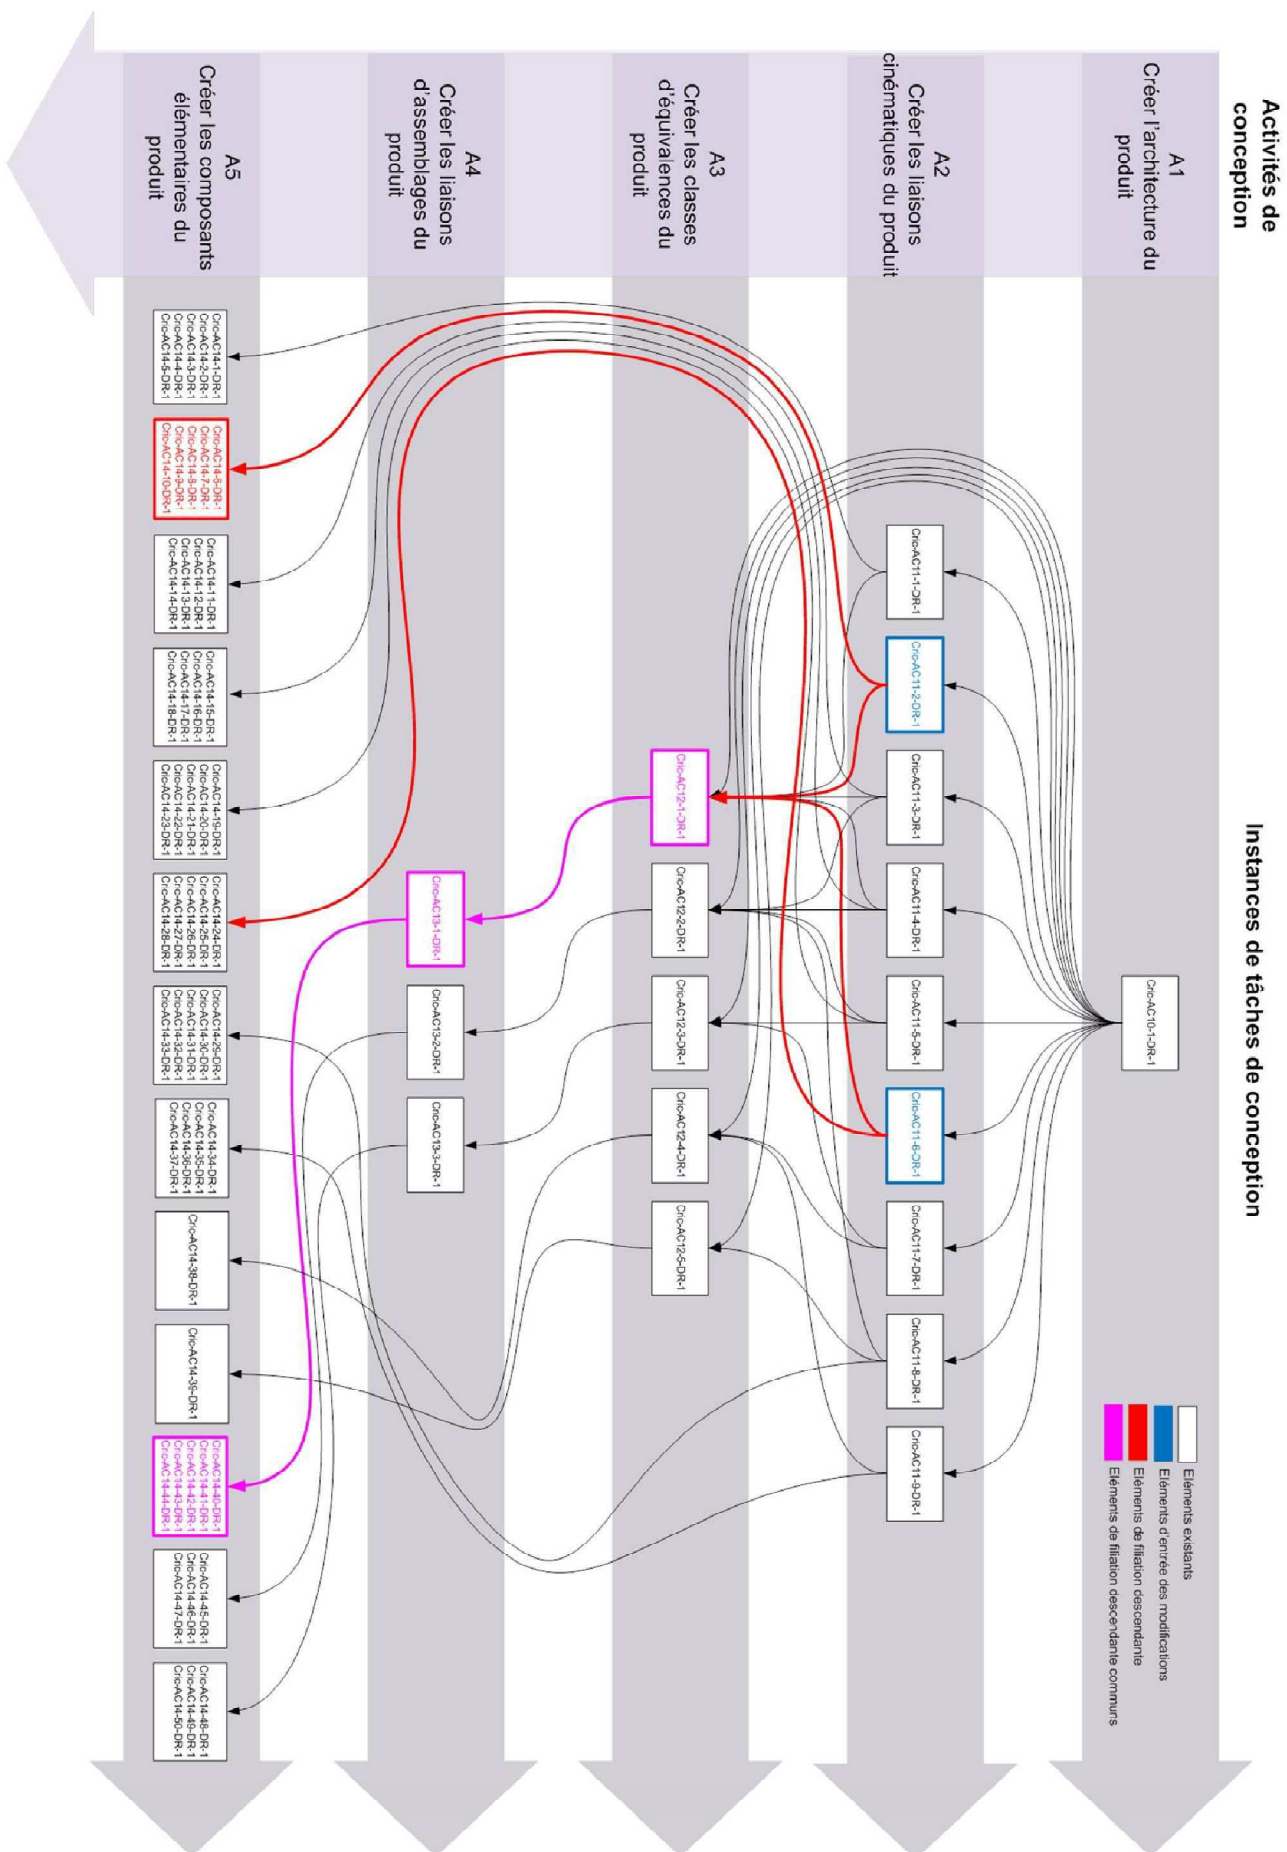 Activités de
conception
Instances de tâches de conception
Eléments existants
Eléments d'entrée des modifications
Eléments de filiation descendante
Eléments de filiation descendante communs
A1
Créer l'architecture du
produit
Cric-AC10-1-DR-1
A2
Créer les liaisons
cinématiques du produit
Cric-AC11-1-DR-1
Cric-AC11-2-DR-1
Cric-AC11-3-DR-1
Cric-AC11-4-DR-1
Cric-AC11-5-DR-1
Cric-AC11-6-DR-1
Cric-AC11-7-DR-1
Cric-AC11-8-DR-1
Cric-AC11-9-DR-1
A3
Créer les classes
d'équivalences du
produit
Cric-AC12-1-DR-1
Cric-AC12-2-DR-1
Cric-AC12-3-DR-1
Cric-AC12-4-DR-1
Cric-AC12-5-DR-1
A4
Créer les liaisons
d'assemblages du
produit
Cric-AC13-1-DR-1
Cric-AC13-2-DR-1
Cric-AC13-3-DR-1
A5
Créer les composants
élémentaires du
produit
Cric-AC14-1-DR-1
Cric-AC14-2-DR-1
Cric-AC14-3-DR-1
Cric-AC14-4-DR-1
Cric-AC14-5-DR-1
Cric-AC14-6-DR-1
Cric-AC14-7-DR-1
Cric-AC14-8-DR-1
Cric-AC14-9-DR-1
Cric-AC14-10-DR-1
Cric-AC14-11-DR-1
Cric-AC14-12-DR-1
Cric-AC14-13-DR-1
Cric-AC14-14-DR-1
Cric-AC14-15-DR-1
Cric-AC14-16-DR-1
Cric-AC14-17-DR-1
Cric-AC14-18-DR-1
Cric-AC14-19-DR-1
Cric-AC14-20-DR-1
Cric-AC14-21-DR-1
Cric-AC14-22-DR-1
Cric-AC14-23-DR-1
Cric-AC14-24-DR-1
Cric-AC14-25-DR-1
Cric-AC14-26-DR-1
Cric-AC14-27-DR-1
Cric-AC14-28-DR-1
Cric-AC14-29-DR-1
Cric-AC14-30-DR-1
Cric-AC14-31-DR-1
Cric-AC14-32-DR-1
Cric-AC14-33-DR-1
Cric-AC14-34-DR-1
Cric-AC14-35-DR-1
Cric-AC14-36-DR-1
Cric-AC14-37-DR-1
Cric-AC14-38-DR-1
Cric-AC14-39-DR-1
Cric-AC14-40-DR-1
Cric-AC14-41-DR-1
Cric-AC14-42-DR-1
Cric-AC14-43-DR-1
Cric-AC14-44-DR-1
Cric-AC14-45-DR-1
Cric-AC14-46-DR-1
Cric-AC14-47-DR-1
Cric-AC14-48-DR-1
Cric-AC14-49-DR-1
Cric-AC14-50-DR-1